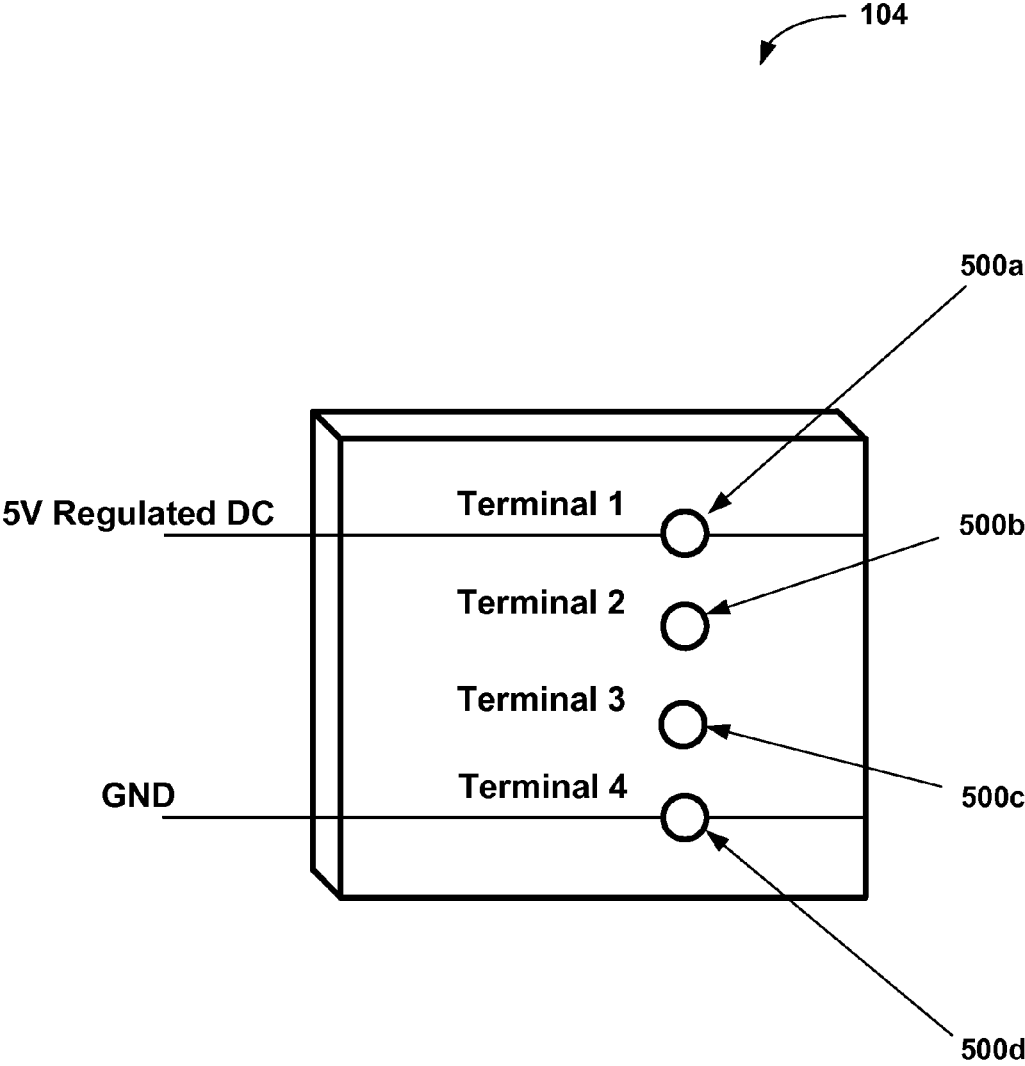 104
500a
Terminal 1
5V Regulated DC
500b
Terminal 2
Terminal 3
Terminal 4
GND
500c
500d